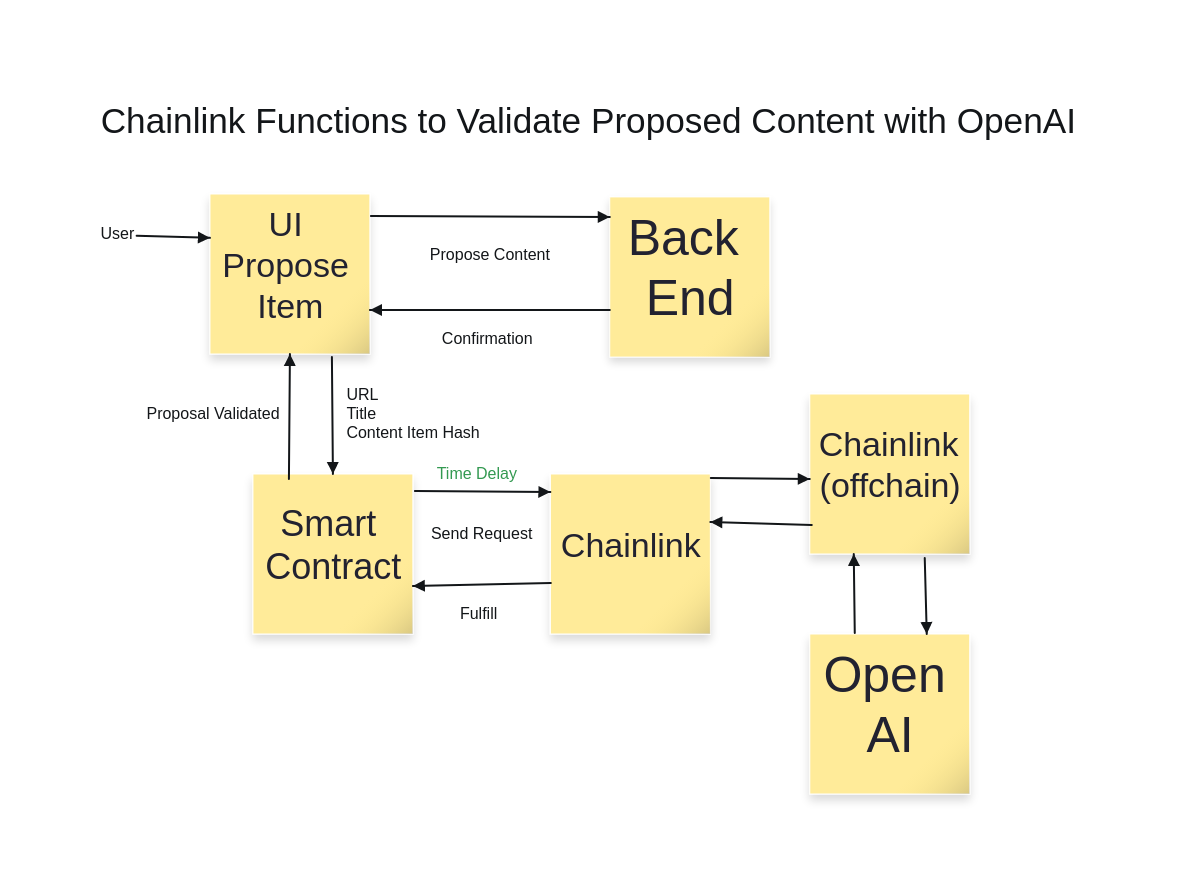 Chainlink Functions to Validate Proposed Content with OpenAI
User
UI
Propose
Item
Propose Content
Confirmation
Back
End
Proposal Validated
URL
Title
Content Item Hash
Smart
Contract
Time Delay
Send Request
Fulfill
Chainlink
Chainlink
(offchain)
Open
AI